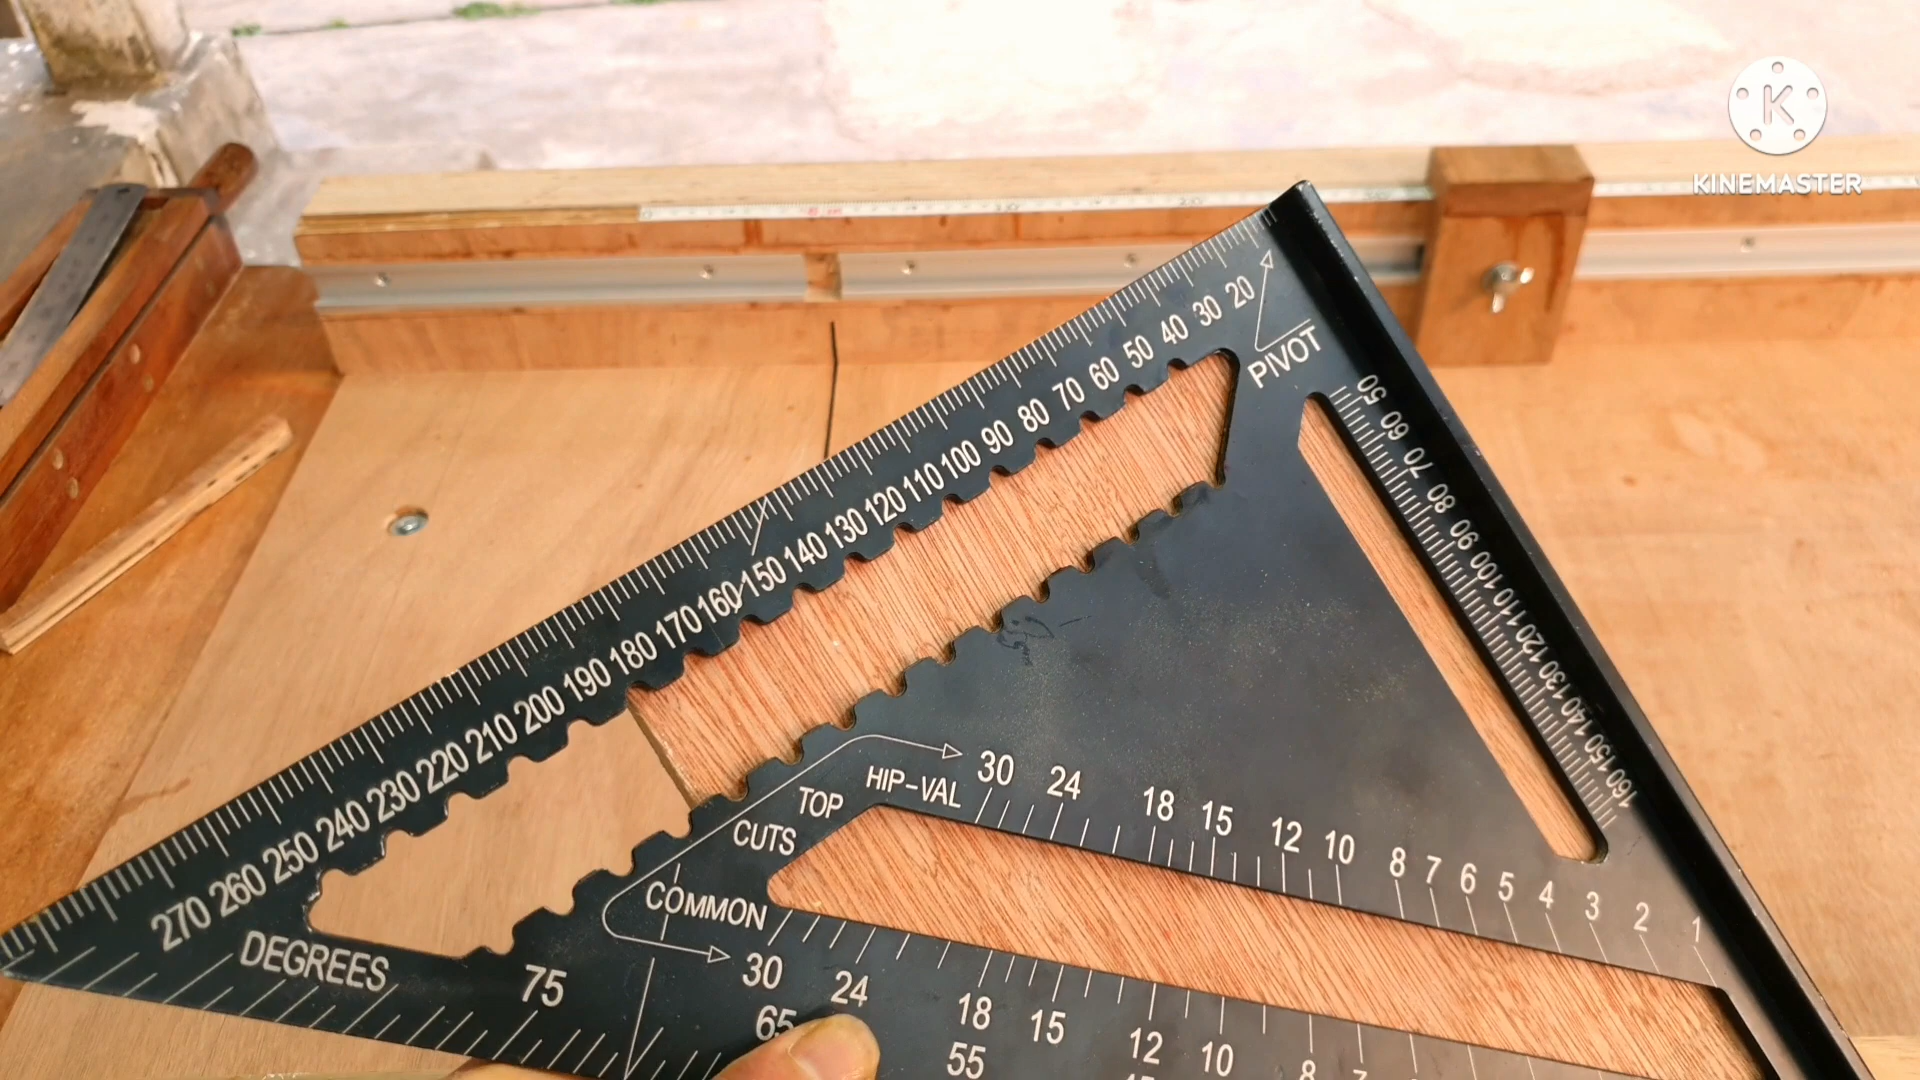 KINEMASTER
20 30 40 50 60 70 80 90 100 110 120 130 140 150 160 170 180 190 200 210 220 230 240 250 260 270
PIVOT
50 60 70 80 90 100 110 120 130 140 150 160
HIP-VAL 30 24 18 15 12 10 8 7 6 5 4 3 2 1
TOP
CUTS
COMMON 30 24 18 15 12 10 8 7
DEGREES 75 65 55